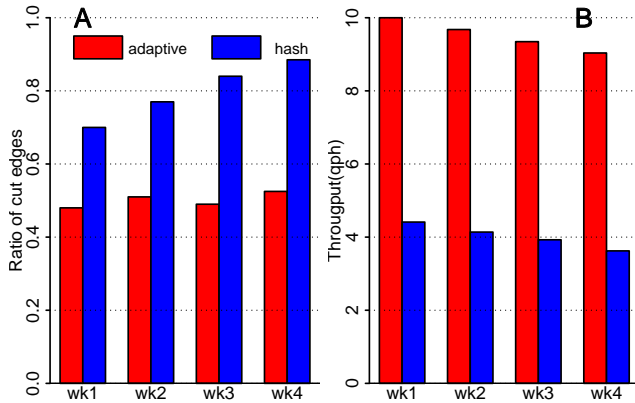 A
adaptive
hash
Ratio of cut edges
0.0
0.2
0.4
0.6
0.8
1.0
wk1
wk2
wk3
wk4
B
Througput(qph)
0
2
4
6
8
10
wk1
wk2
wk3
wk4